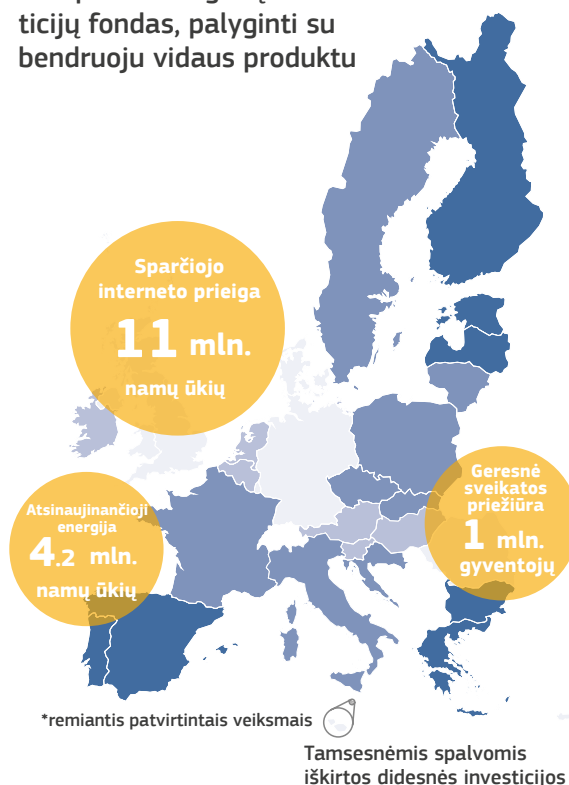 ticijų fondas, palyginti su
bendruoju vidaus produktu
Sparčiojo
interneto prieiga
11 mln.
namų ūkių
Atsinaujinančioji
energija
4.2 mln.
namų ūkių
Geresnė
sveikatos
priežiūra
1 mln.
gyventojų
*remiantis patvirtintais veiksmais
Tamsesnėmis spalvomis
iškirtos didesnės investicijos